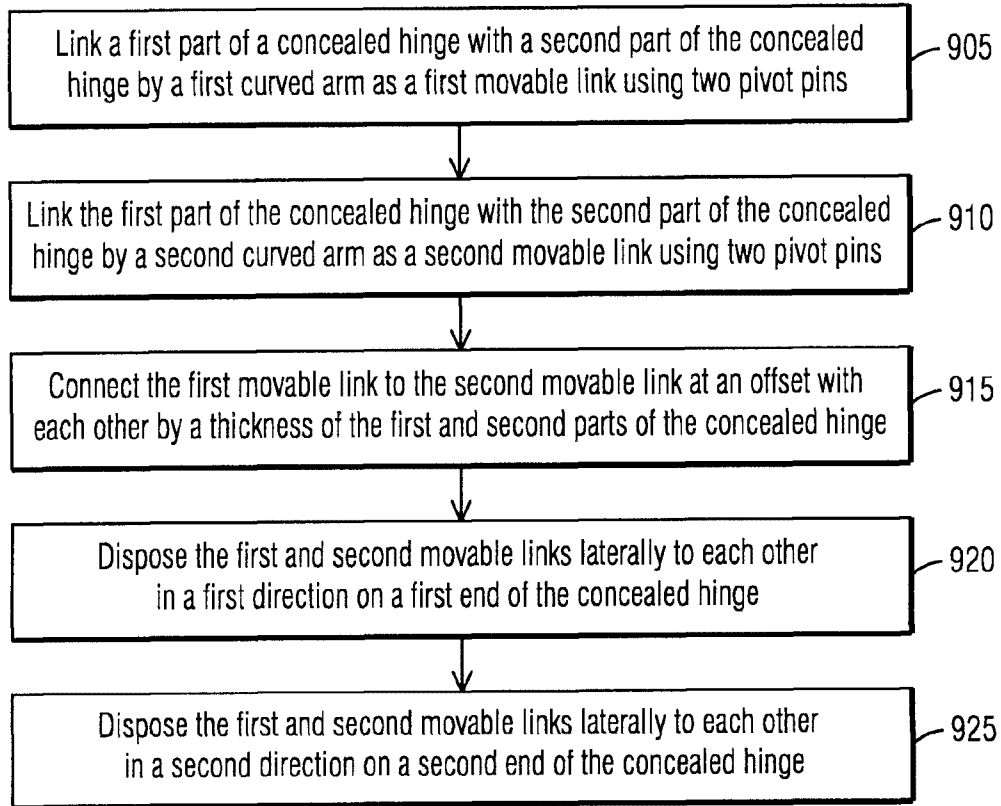 Link a first part of a concealed hinge with a second part of the concealed
hinge by a first curved arm as a first movable link using two pivot pins
905
Link the first part of the concealed hinge with the second part of the concealed
hinge by a second curved arm as a second movable link using two pivot pins
910
Connect the first movable link to the second movable link at an offset with
each other by a thickness of the first and second parts of the concealed hinge
915
Dispose the first and second movable links laterally to each other
in a first direction on a first end of the concealed hinge
920
Dispose the first and second movable links laterally to each other
in a second direction on a second end of the concealed hinge
925